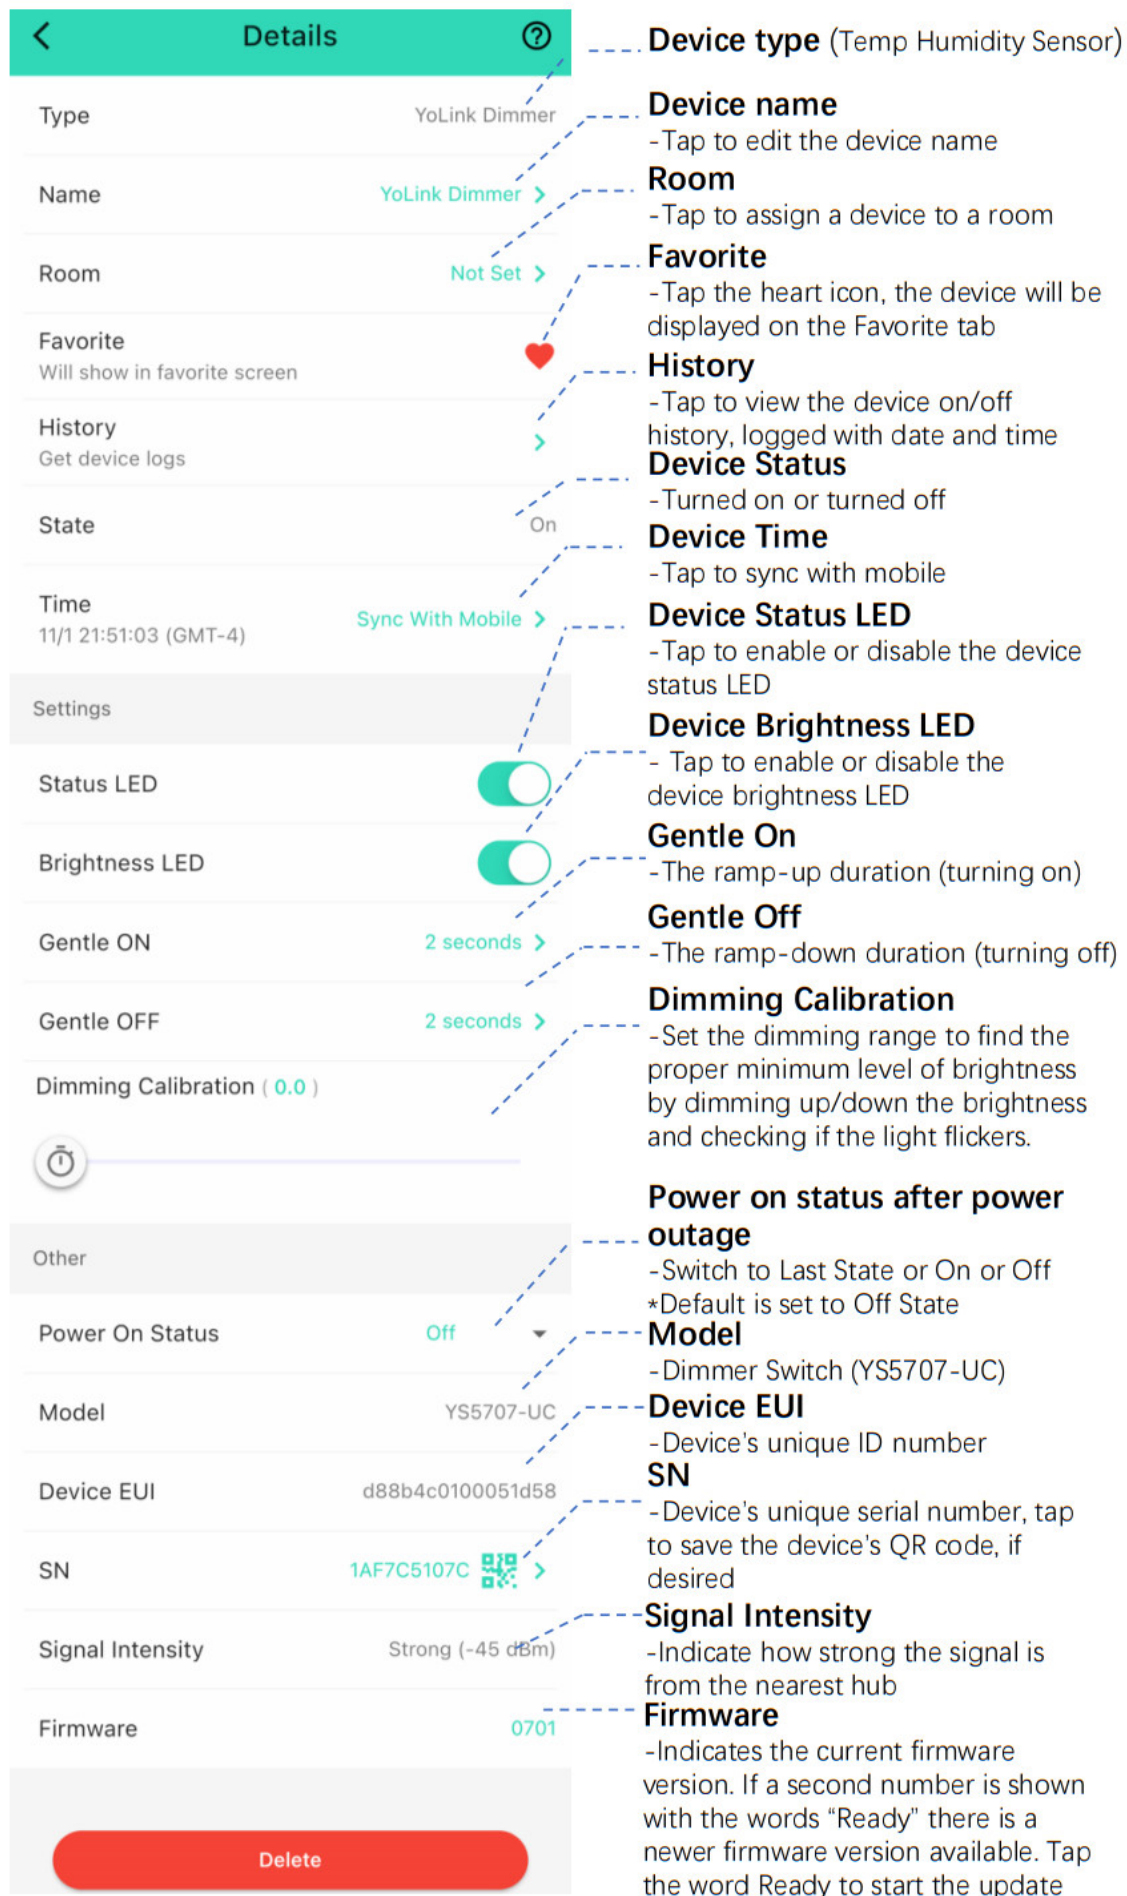 Details
Type
YoLink Dimmer
Name
YoLink Dimmer
Room
Not Set
Favorite
Will show in favorite screen
History
Get device logs
State
On
Time
11/1 21:51:03 (GMT-4)
Sync With Mobile
Settings
Status LED
Brightness LED
Gentle ON
2 seconds
Gentle OFF
2 seconds
Dimming Calibration ( 0.0 )
Other
Power On Status
Off
Model
YS5707-UC
Device EUI
d88b4c0100051d58
SN
1AF7C5107C
Signal Intensity
Strong (-45 dBm)
Firmware
0701
Delete
Device type (Temp Humidity Sensor)
Device name
-Tap to edit the device name
Room
-Tap to assign a device to a room
Favorite
-Tap the heart icon, the device will be
displayed on the Favorite tab
History
-Tap to view the device on/off
history, logged with date and time
Device Status
-Turned on or turned off
Device Time
-Tap to sync with mobile
Device Status LED
-Tap to enable or disable the device
status LED
Device Brightness LED
- Tap to enable or disable the
device brightness LED
Gentle On
-The ramp-up duration (turning on)
Gentle Off
-The ramp-down duration (turning off)
Dimming Calibration
-Set the dimming range to find the
proper minimum level of brightness
by dimming up/down the brightness
and checking if the light flickers.
Power on status after power
outage
-Switch to Last State or On or Off
*Default is set to Off State
Model
-Dimmer Switch (YS5707-UC)
Device EUI
-Device's unique ID number
SN
-Device's unique serial number, tap
to save the device's QR code, if
desired
Signal Intensity
-Indicate how strong the signal is
from the nearest hub
Firmware
-Indicates the current firmware
version. If a second number is shown
with the words “Ready” there is a
newer firmware version available. Tap
the word Ready to start the update